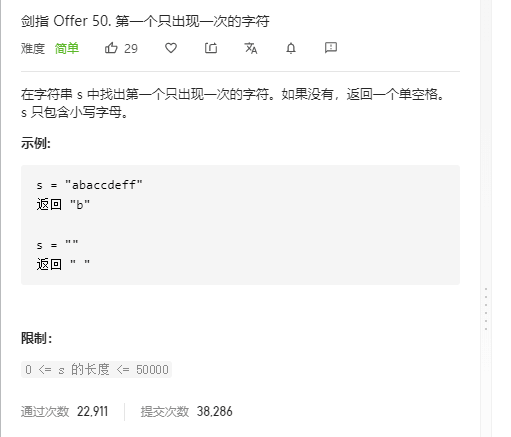 剑指 Offer 50. 第一个只出现一次的字符
难度 简单 29
在字符串 s 中找出第一个只出现一次的字符。如果没有，返回一个单空格。
s 只包含小写字母。
示例:
s = "abaccdeff"
返回 "b"
s = ""
返回 " "
限制：
0 <= s 的长度 <= 50000
通过次数 22,911 提交次数 38,286